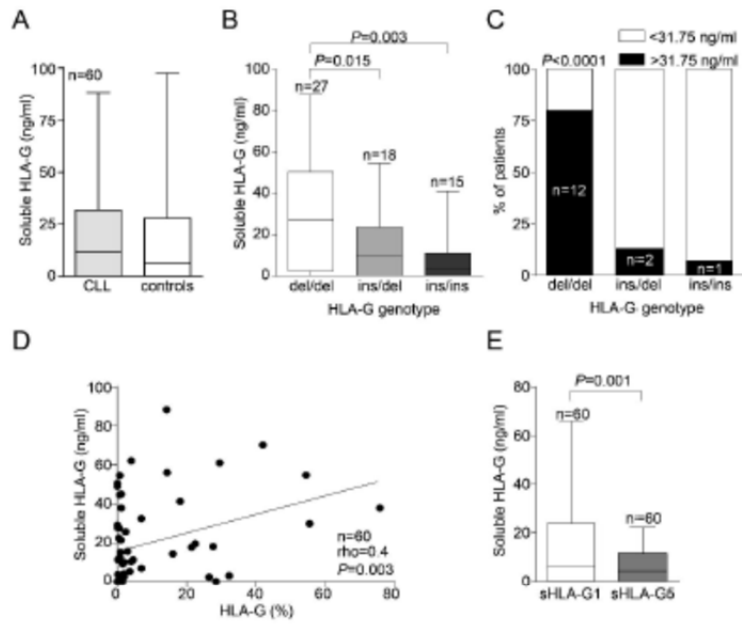 A
Soluble HLA-G (ng/ml)
100
75
50
25
0
n=60
CLL
controls
B
Soluble HLA-G (ng/ml)
100
80
60
40
20
0
P=0.003
P=0.015
n=27
n=18
n=15
del/del
ins/del
ins/ins
HLA-G genotype
C
<31.75 ng/ml
>31.75 ng/ml
% of patients
100
75
50
25
0
P<0.0001
n=12
n=2
n=1
del/del
ins/del
ins/ins
HLA-G genotype
D
Soluble HLA-G (ng/ml)
100
80
60
40
20
0
n=60
rho=0.4
P=0.003
0
20
40
60
80
HLA-G (%)
E
Soluble HLA-G (ng/ml)
80
60
40
20
0
P=0.001
n=60
n=60
sHLA-G1
sHLA-G5